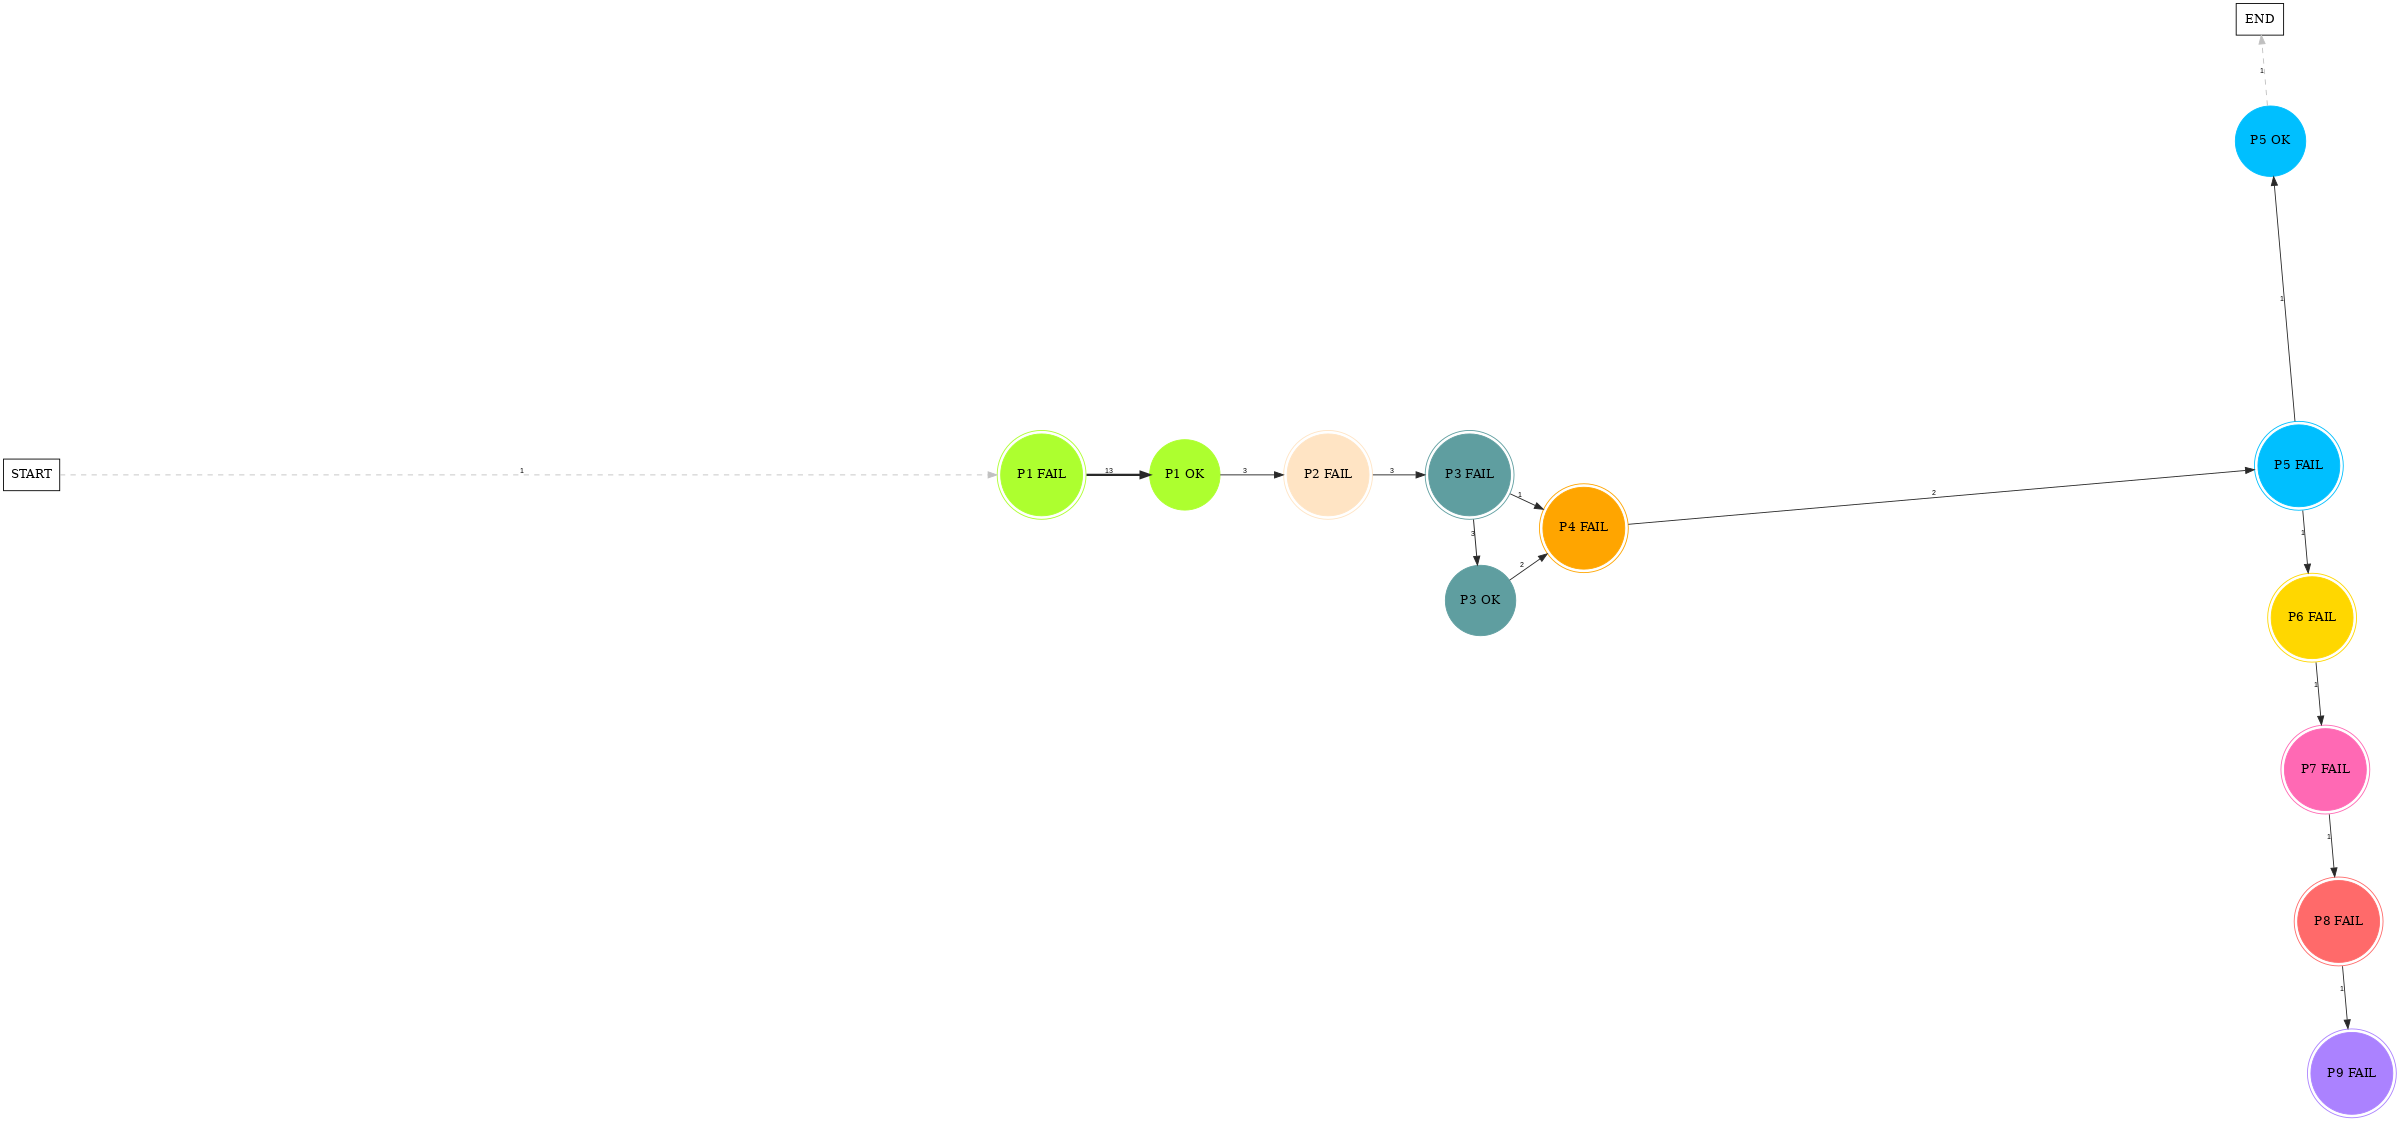 END
1
P5 OK
1
START
1
P1 FAIL
13
P1 OK
3
P2 FAIL
3
P3 FAIL
1
3
P3 OK
2
P4 FAIL
2
P5 FAIL
1
P6 FAIL
1
P7 FAIL
1
P8 FAIL
1
P9 FAIL